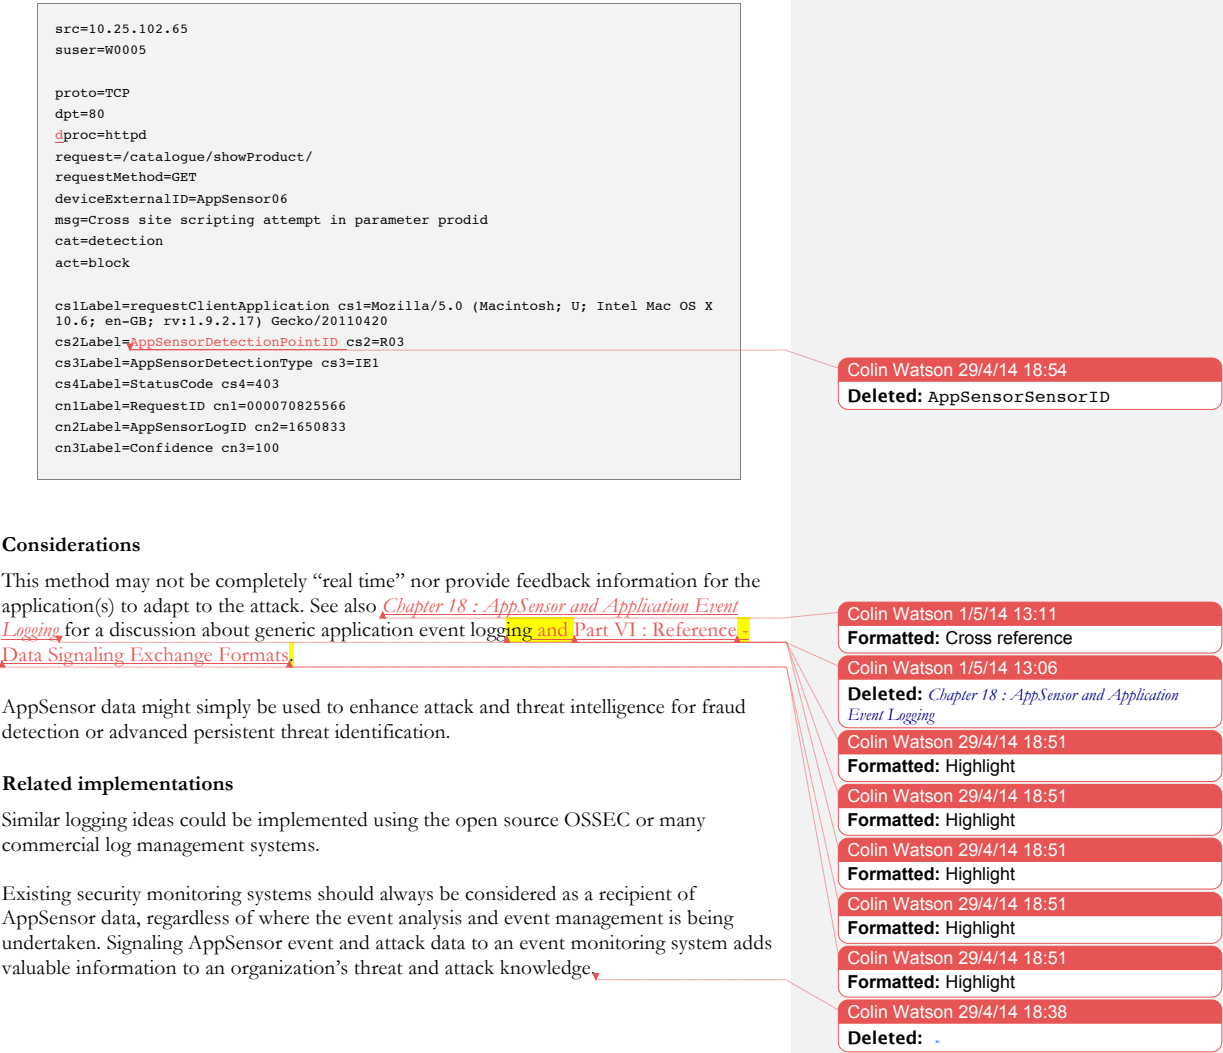 src=10.25.102.65
suser=W0005
proto=TCP
dpt=80
dproc=httpd
request=/catalogue/showProduct/
requestMethod=GET
deviceExternalID=AppSensor06
msg=Cross site scripting attempt in parameter prodid
cat=detection
act=block
cs1Label=requestClientApplication cs1=Mozilla/5.0 (Macintosh; U; Intel Mac OS X
10.6; en-GB; rv:1.9.2.17) Gecko/20110420
cs2Label=AppSensorDetectionPointID cs2=R03
cs3Label=AppSensorDetectionType cs3=IE1
cs4Label=StatusCode cs4=403
cn1Label=RequestID cn1=000070825566
cn2Label=AppSensorLogID cn2=1650833
cn3Label=Confidence cn3=100
Considerations
This method may not be completely “real time” nor provide feedback information for the
application(s) to adapt to the attack. See also Chapter 18 : AppSensor and Application Event
Logging for a discussion about generic application event logging and Part VI : Reference -
Data Signaling Exchange Formats.
AppSensor data might simply be used to enhance attack and threat intelligence for fraud
detection or advanced persistent threat identification.
Related implementations
Similar logging ideas could be implemented using the open source OSSEC or many
commercial log management systems.
Existing security monitoring systems should always be considered as a recipient of
AppSensor data, regardless of where the event analysis and event management is being
undertaken. Signaling AppSensor event and attack data to an event monitoring system adds
valuable information to an organization’s threat and attack knowledge.
Colin Watson 29/4/14 18:54
Deleted: AppSensorSensorID
Colin Watson 1/5/14 13:11
Formatted: Cross reference
Colin Watson 1/5/14 13:06
Deleted: Chapter 18 : AppSensor and Application
Event Logging
Colin Watson 29/4/14 18:51
Formatted: Highlight
Colin Watson 29/4/14 18:51
Formatted: Highlight
Colin Watson 29/4/14 18:51
Formatted: Highlight
Colin Watson 29/4/14 18:51
Formatted: Highlight
Colin Watson 29/4/14 18:51
Formatted: Highlight
Colin Watson 29/4/14 18:38
Deleted: